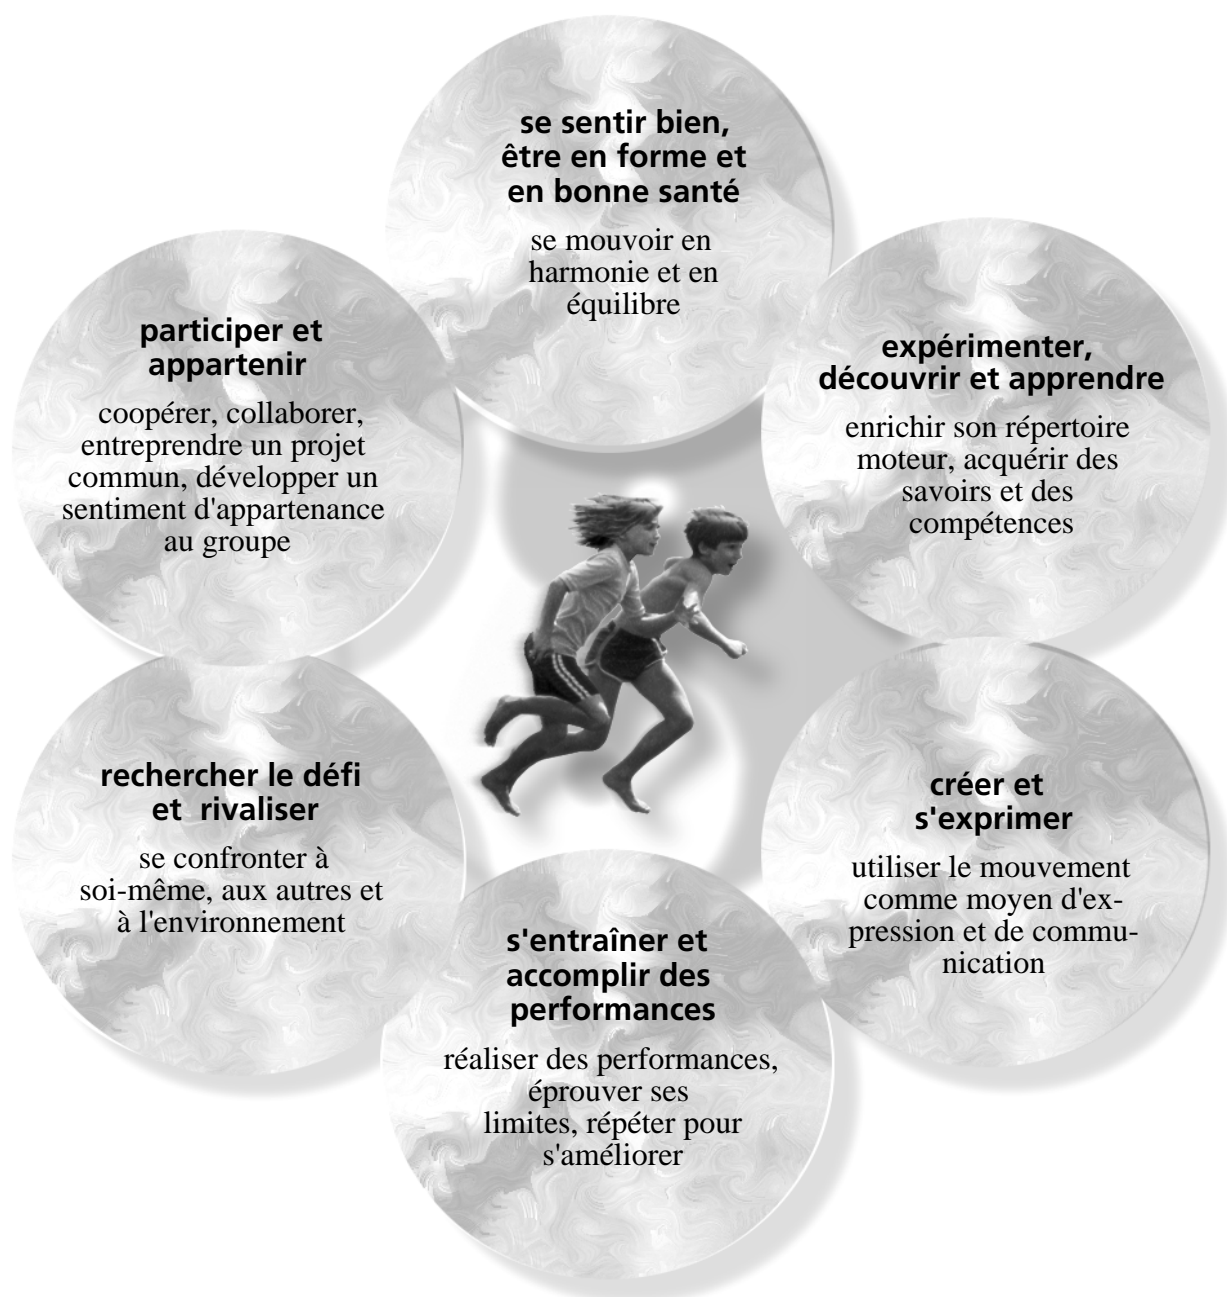 se sentir bien,
être en forme et
en bonne santé
se mouvoir en
harmonie et en
équilibre
expérimenter,
découvrir et apprendre
enrichir son répertoire
moteur, acquérir des
savoirs et des
compétences
créer et
s'exprimer
utiliser le mouvement
comme moyen d'ex-
pression et de commu-
nication
s'entraîner et
accomplir des
performances
réaliser des performances,
éprouver ses
limites, répéter pour
s'améliorer
rechercher le défi
et rivaliser
se confronter à
soi-même, aux autres et
à l'environnement
participer et
appartenir
coopérer, collaborer,
entreprendre un projet
commun, développer un
sentiment d'appartenance
au groupe